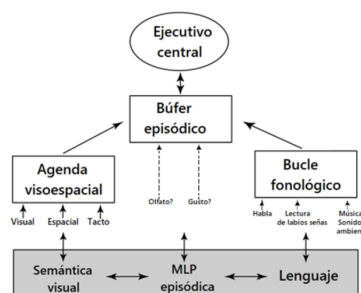 Ejecutivo
central
Búfer
episódico
Agenda
visoespacial
Bucle
fonológico
Olfato?
Gusto?
Visual
Espacial
Tacto
Habla
Lectura
de labios señas
Música
Sonido
ambien
Semántica
visual
MLP
episódica
Lenguaje